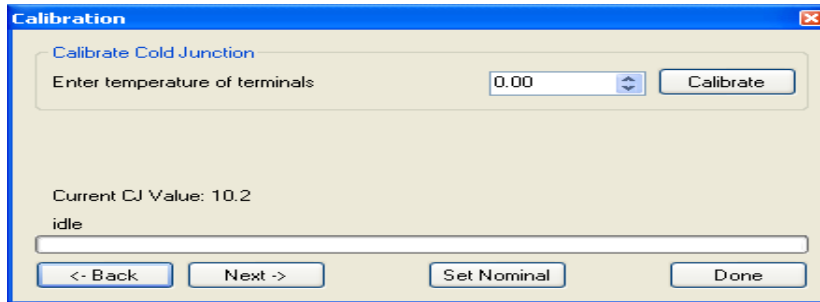 Calibration
Calibrate Cold Junction
Enter temperature of terminals 0.00 Calibrate
Current CJ Value: 10.2
idle
<- Back Next -> Set Nominal Done